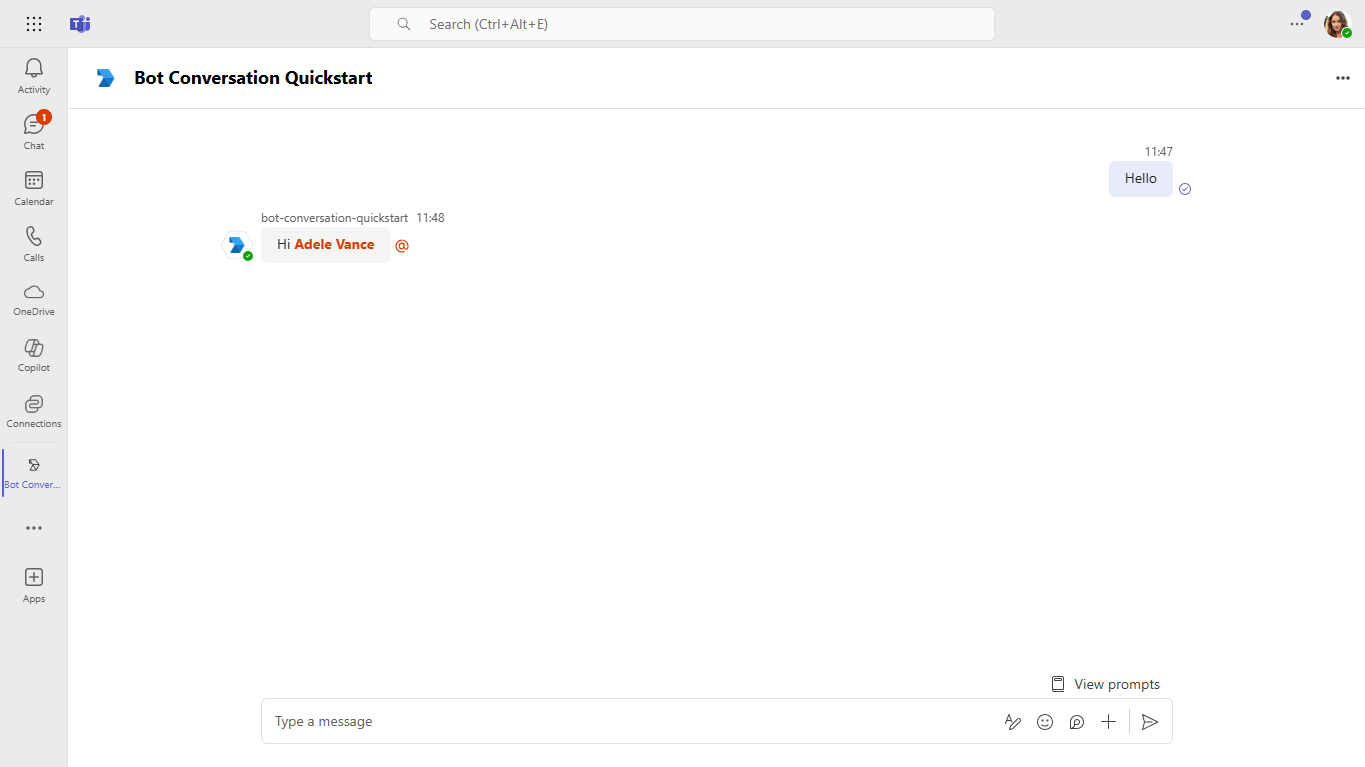 Search (Ctrl+Alt+E)
Activity
1
Chat
Calendar
Calls
OneDrive
Copilot
Connections
Bot Conver...
Apps
Bot Conversation Quickstart
11:47
Hello
bot-conversation-quickstart 11:48
Hi Adele Vance @
View prompts
Type a message